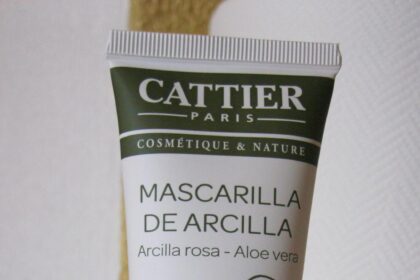 CATTIER
PARIS
COSMÉTIQUE & NATURE
MASCARILLA
DE ARCILLA
Arcilla rosa - Aloe vera